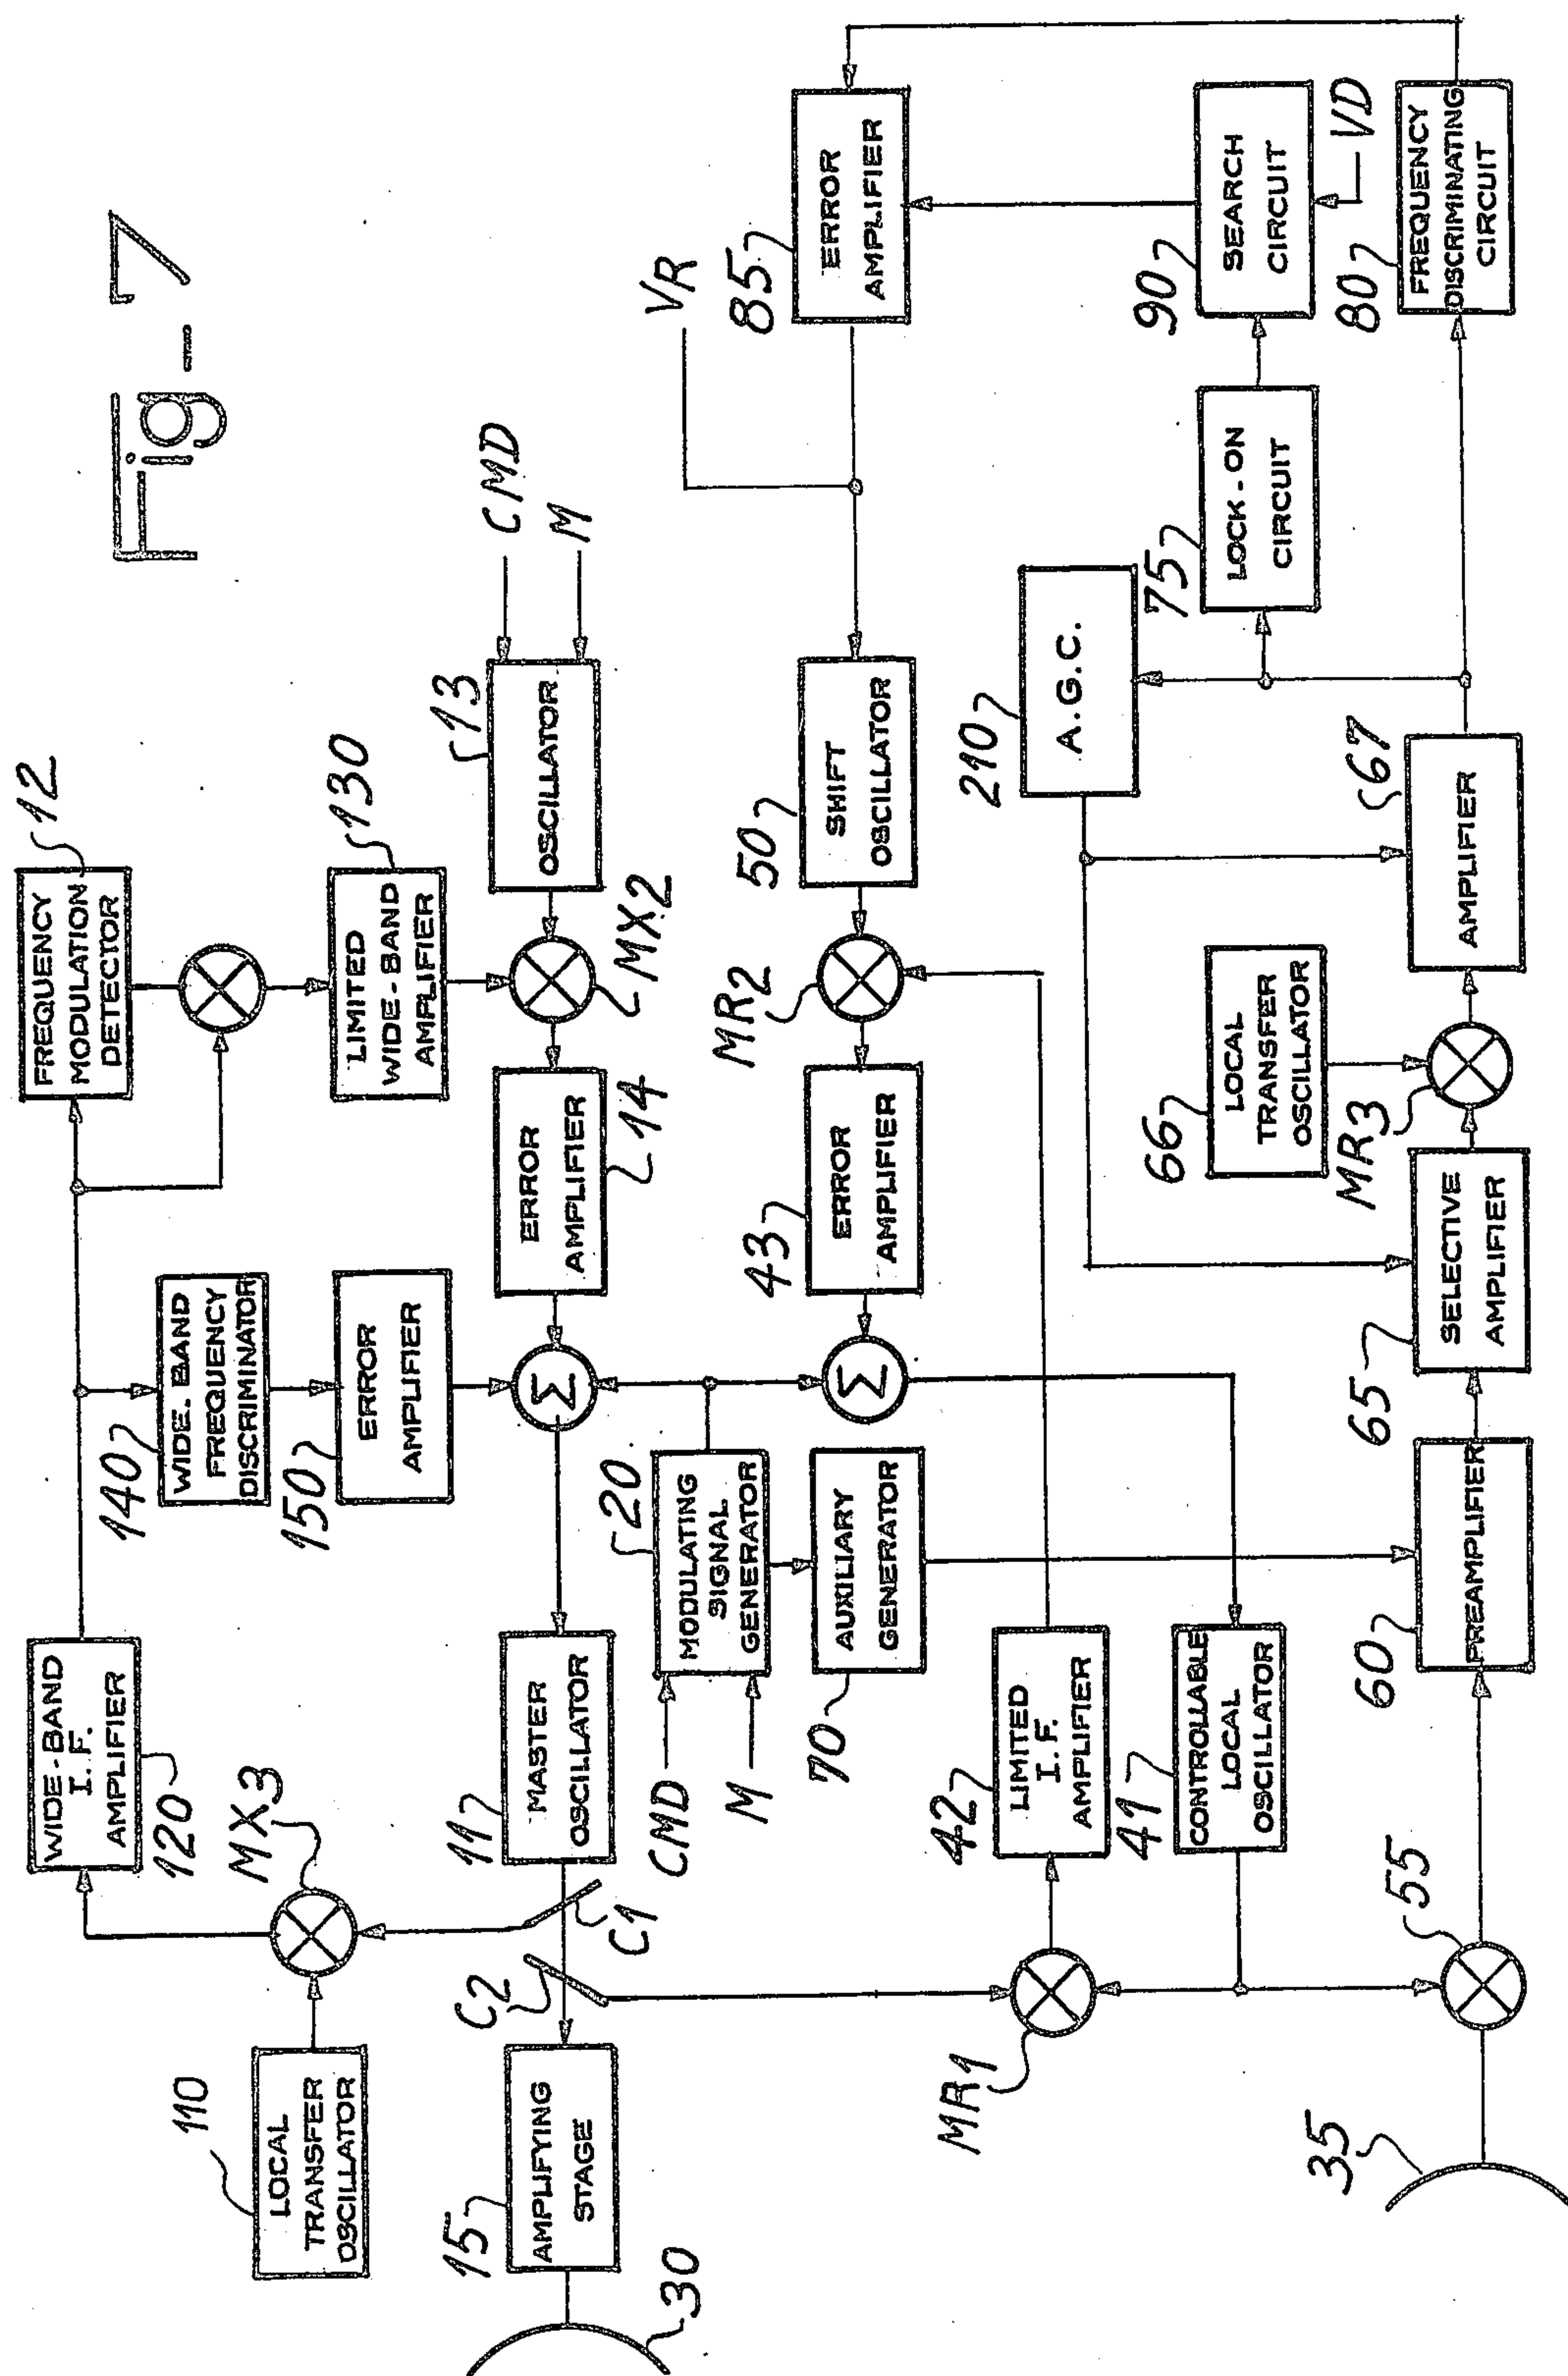 Fig_7
12
FREQUENCY
MODULATION
DETECTOR
130
LIMITED
WIDE-BAND
AMPLIFIER
140
WIDE. BAND
FREQUENCY
DISCRIMINATOR
150
ERROR
AMPLIFIER
WIDE-BAND
I.F.
AMPLIFIER
120
MX3
110
LOCAL
TRANSFER
OSCILLATOR
15
AMPLIFYING
STAGE
30
C2
C1
11
MASTER
OSCILLATOR
Σ
14
ERROR
AMPLIFIER
MX2
13
OSCILLATOR
CMD
M
20
MODULATING
SIGNAL
GENERATOR
CMD
M
70
AUXILIARY
GENERATOR
Σ
43
ERROR
AMPLIFIER
MR2
50
SHIFT
OSCILLATOR
VR
85
ERROR
AMPLIFIER
MR1
42
LIMITED
I.F.
AMPLIFIER
41
CONTROLLABLE
LOCAL
OSCILLATOR
210
A.G.C.
75
LOCK-ON
CIRCUIT
90
SEARCH
CIRCUIT
VD
35
55
60
PREAMPLIFIER
65
SELECTIVE
AMPLIFIER
66
LOCAL
TRANSFER
OSCILLATOR
MR3
67
AMPLIFIER
80
FREQUENCY
DISCRIMINATING
CIRCUIT